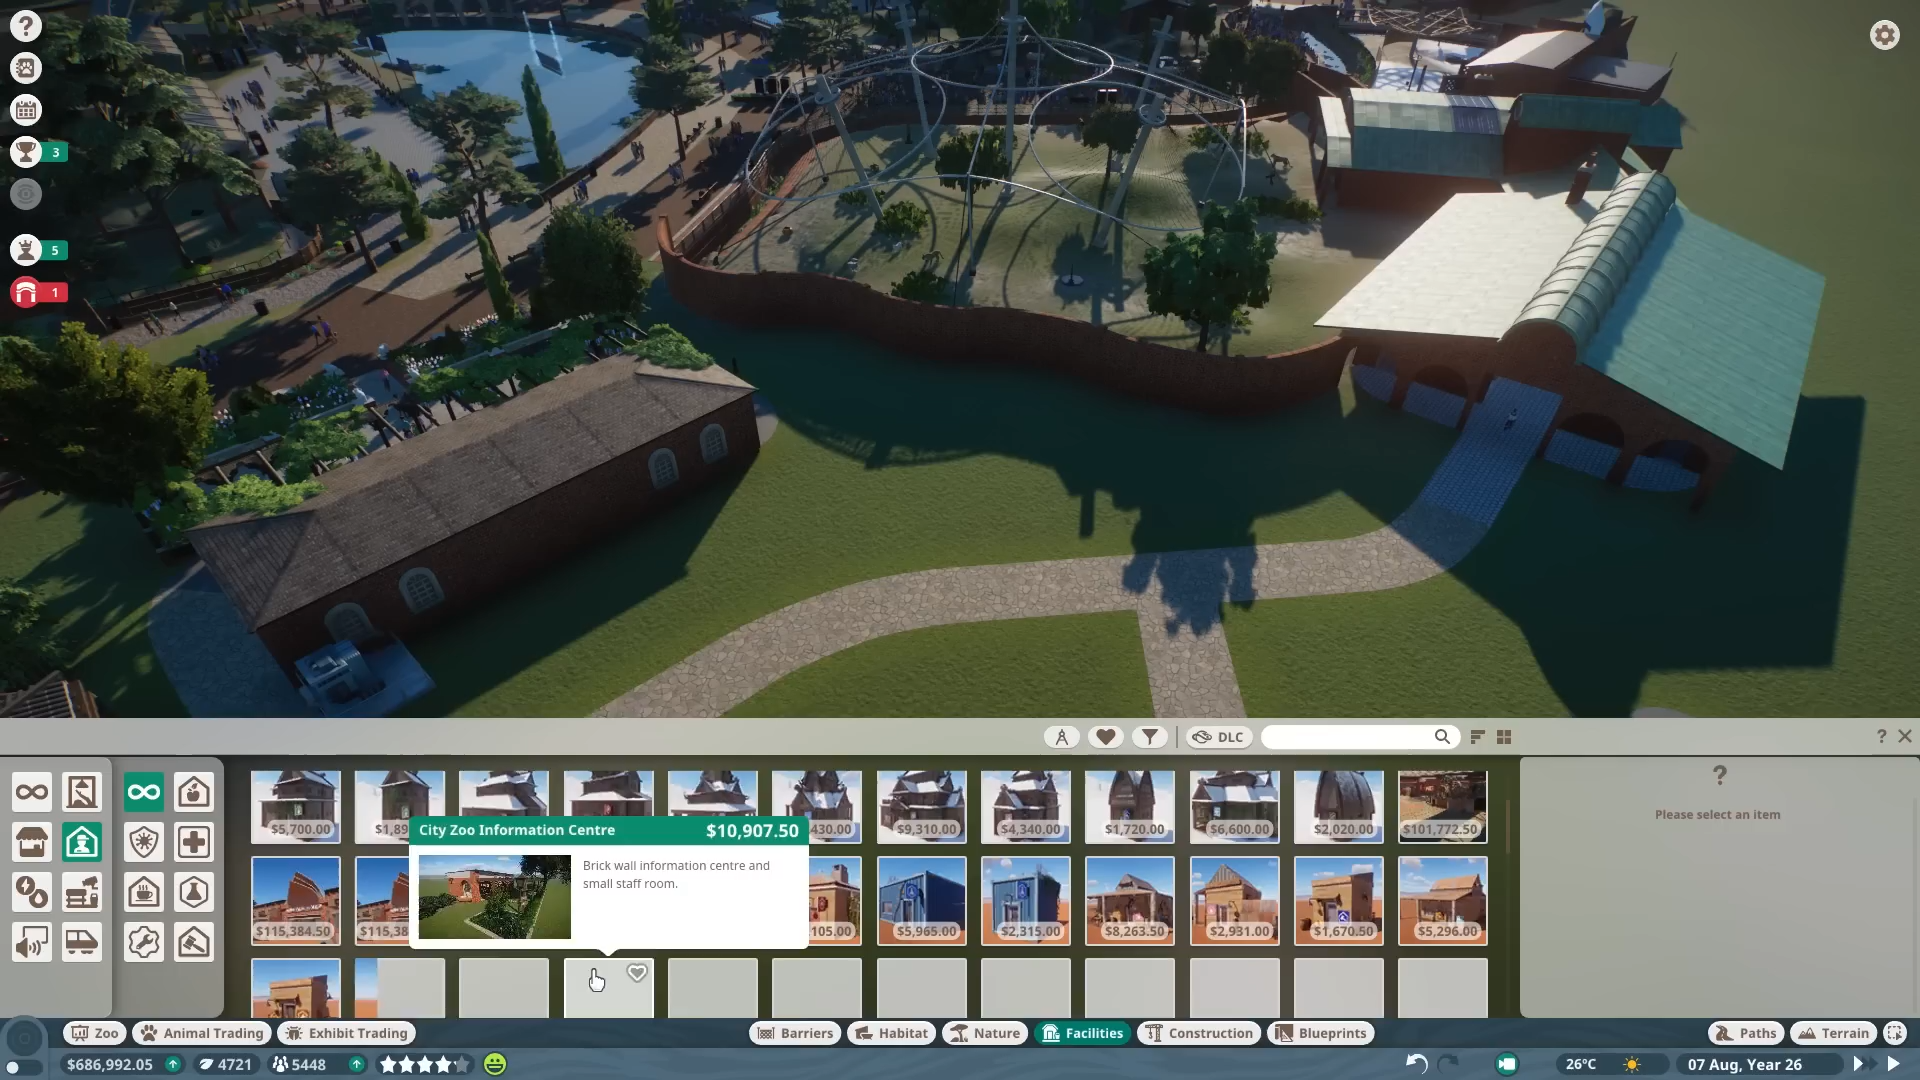 ?
3
5
1
DLC
?
$5,700.00
$1,89
430.00
$9,310.00
$4,340.00
$1,720.00
$6,600.00
$2,020.00
$101,772.50
?
Please select an item
City Zoo Information Centre
$10,907.50
Brick wall information centre and
small staff room.
$115,384.50
$115,38
105.00
$5,965.00
$2,315.00
$8,263.50
$2,931.00
$1,670.50
$5,296.00
Zoo
Animal Trading
Exhibit Trading
Barriers
Habitat
Nature
Facilities
Construction
Blueprints
Paths
Terrain
$686,992.05
4721
5448
26°C
07 Aug, Year 26